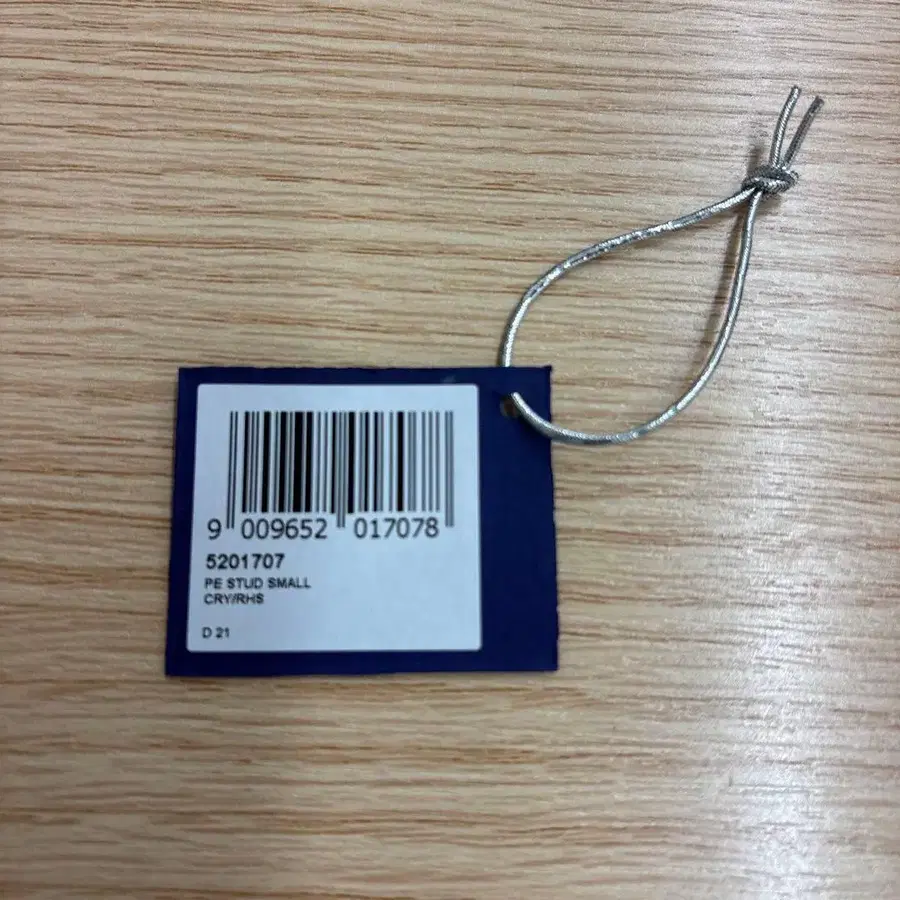 9 009652 017078
5201707
PE STUD SMALL
CRY/RHS
D 21